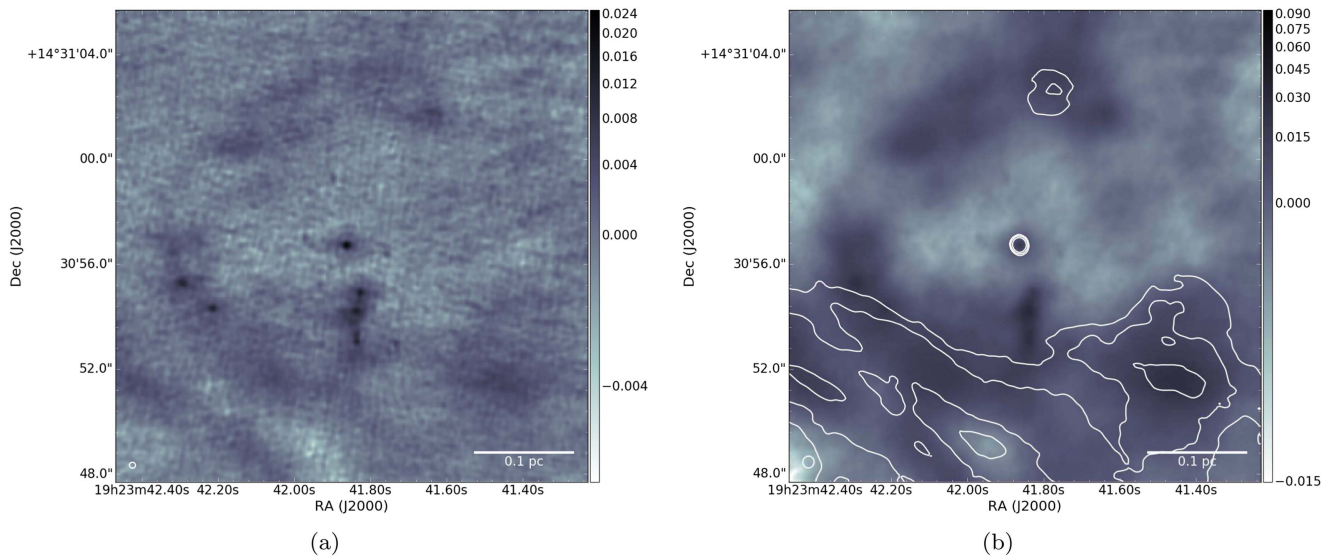 0.024
0.020
0.016
0.012
0.008
0.004
0.000
−0.004
+14°31'04.0"
00.0"
30'56.0"
52.0"
48.0"
Dec (J2000)
0.1 pc
19h23m42.40s 42.20s 42.00s 41.80s 41.60s 41.40s
RA (J2000)
(a)
0.090
0.075
0.060
0.045
0.030
0.015
0.000
−0.015
+14°31'04.0"
00.0"
30'56.0"
52.0"
48.0"
Dec (J2000)
0.1 pc
19h23m42.40s 42.20s 42.00s 41.80s 41.60s 41.40s
RA (J2000)
(b)